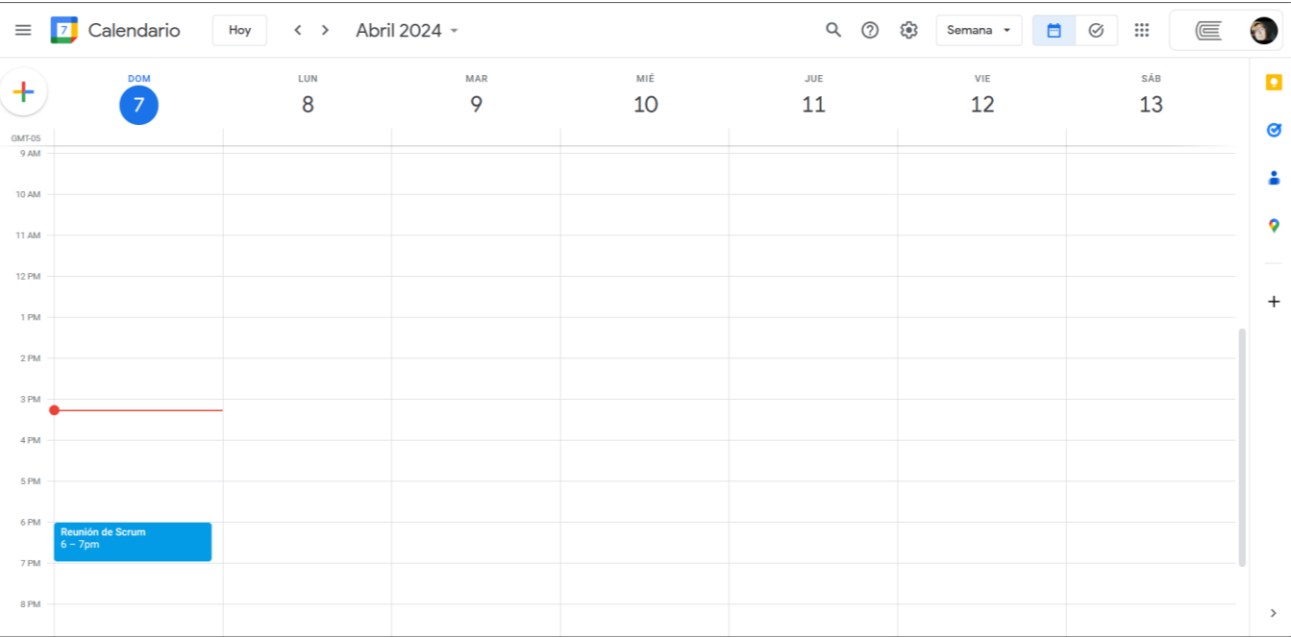 7 Calendario Hoy Abril 2024 Semana
DOM LUN MAR MIÉ JUE VIE SÁB
7 8 9 10 11 12 13
GMT-05
9 AM
10 AM
11 AM
12 PM
1 PM
2 PM
3 PM
4 PM
5 PM
6 PM
Reunión de Scrum
6 – 7pm
7 PM
8 PM